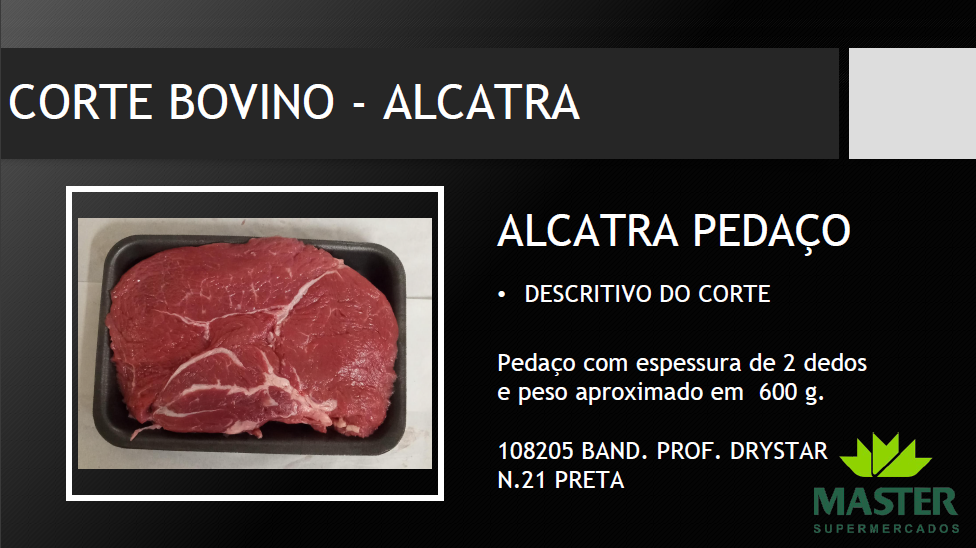 CORTE BOVINO - ALCATRA
ALCATRA PEDAÇO
• DESCRITIVO DO CORTE
Pedaço com espessura de 2 dedos
e peso aproximado em  600 g.
108205 BAND. PROF. DRYSTAR
N.21 PRETA
MASTER
SUPERMERCADOS